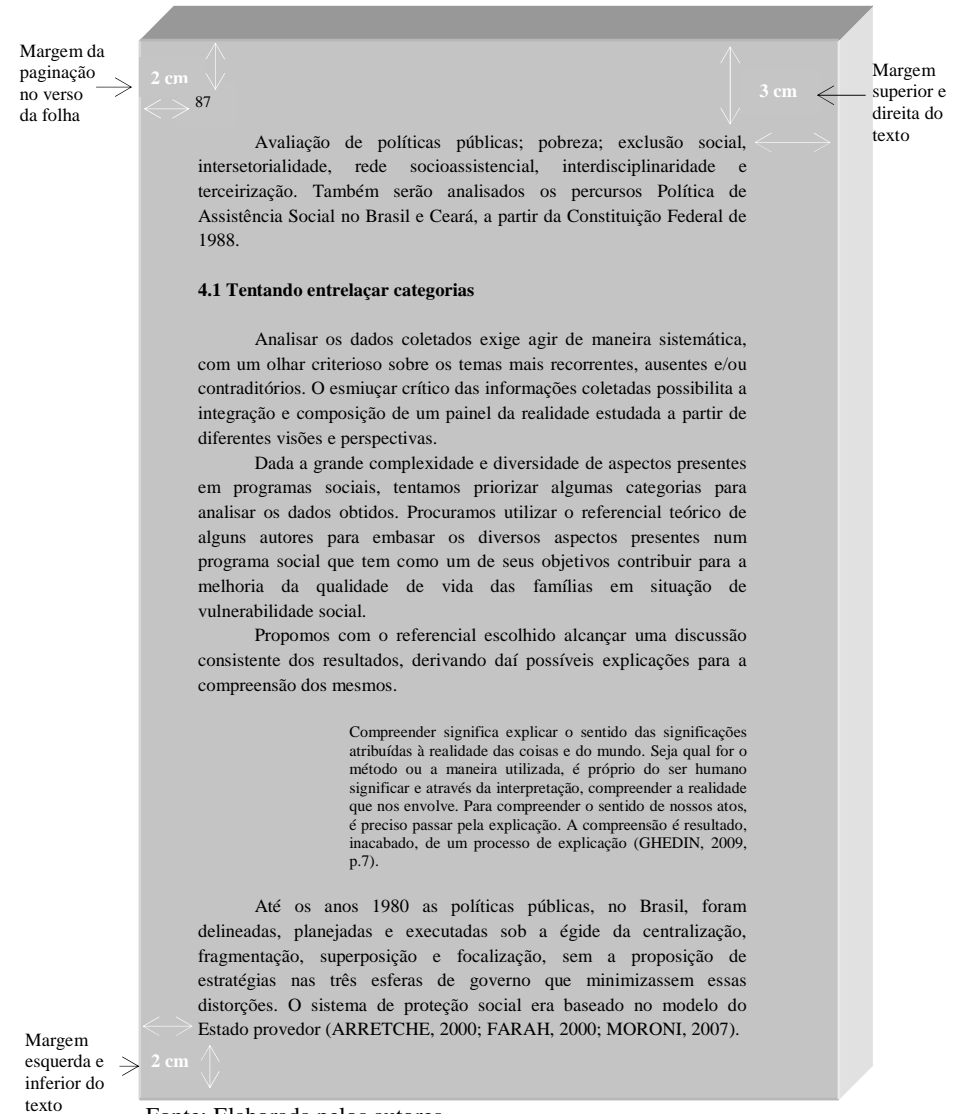 Margem da
paginação
no verso
da folha
2 cm
87
3 cm
Margem
superior e
direita do
texto
Avaliação de políticas públicas; pobreza; exclusão social,
intersetorialidade, rede socioassistencial, interdisciplinaridade e
terceirização. Também serão analisados os percursos Política de
Assistência Social no Brasil e Ceará, a partir da Constituição Federal de
1988.
4.1 Tentando entrelaçar categorias
Analisar os dados coletados exige agir de maneira sistemática,
com um olhar criterioso sobre os temas mais recorrentes, ausentes e/ou
contraditórios. O esmiuçar crítico das informações coletadas possibilita a
integração e composição de um painel da realidade estudada a partir de
diferentes visões e perspectivas.
Dada a grande complexidade e diversidade de aspectos presentes
em programas sociais, tentamos priorizar algumas categorias para
analisar os dados obtidos. Procuramos utilizar o referencial teórico de
alguns autores para embasar os diversos aspectos presentes num
programa social que tem como um de seus objetivos contribuir para a
melhoria da qualidade de vida das famílias em situação de
vulnerabilidade social.
Propomos com o referencial escolhido alcançar uma discussão
consistente dos resultados, derivando daí possíveis explicações para a
compreensão dos mesmos.
Compreender significa explicar o sentido das significações
atribuídas à realidade das coisas e do mundo. Seja qual for o
método ou a maneira utilizada, é próprio do ser humano
significar e através da interpretação, compreender a realidade
que nos envolve. Para compreender o sentido de nossos atos,
é preciso passar pela explicação. A compreensão é resultado,
inacabado, de um processo de explicação (GHEDIN, 2009,
p.7).
Até os anos 1980 as políticas públicas, no Brasil, foram
delineadas, planejadas e executadas sob a égide da centralização,
fragmentação, superposição e focalização, sem a proposição de
estratégias nas três esferas de governo que minimizassem essas
distorções. O sistema de proteção social era baseado no modelo do
Estado provedor (ARRETCHE, 2000; FARAH, 2000; MORONI, 2007).
Margem
esquerda e
inferior do
texto
2 cm
Fonte: Elaborado pelos autores